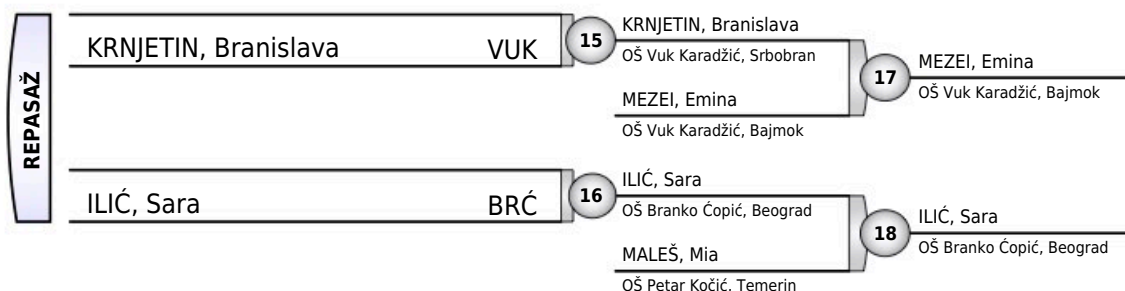 REPASAŽ
KRNJETIN, Branislava VUK
15
KRNJETIN, Branislava
OŠ Vuk Karadžić, Srbobran
MEZEI, Emina
OŠ Vuk Karadžić, Bajmok
17
MEZEI, Emina
OŠ Vuk Karadžić, Bajmok
ILIĆ, Sara BRĆ
16
ILIĆ, Sara
OŠ Branko Ćopić, Beograd
MALEŠ, Mia
OŠ Petar Kočić, Temerin
18
ILIĆ, Sara
OŠ Branko Ćopić, Beograd